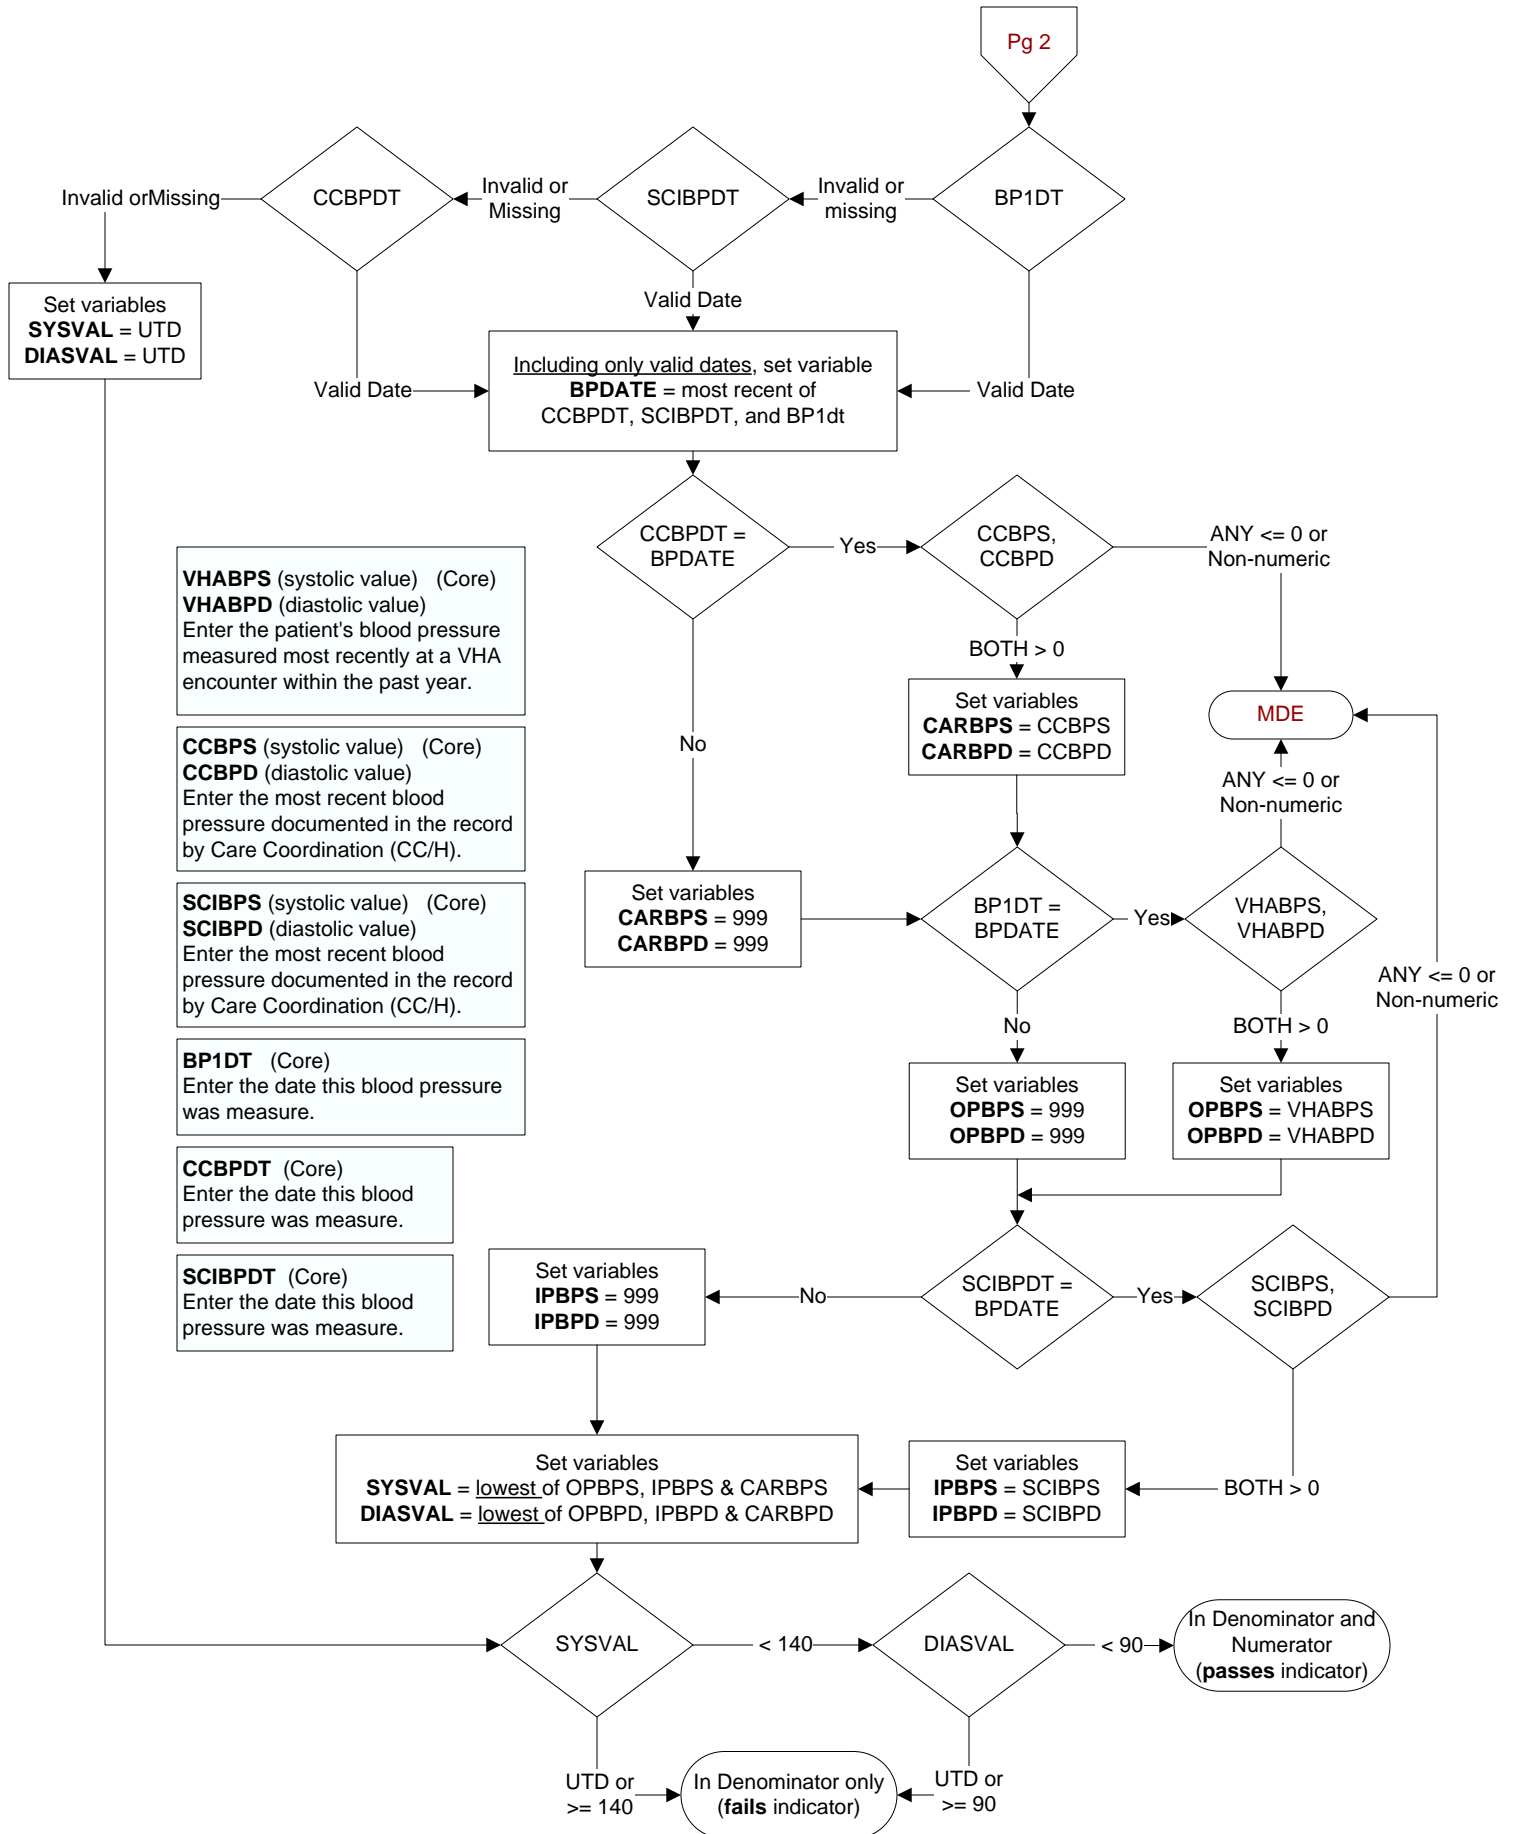 Pg 2
BP1DT
Invalid or
missing
SCIBPDT
Invalid or
Missing
CCBPDT
Invalid orMissing
Set variables
SYSVAL = UTD
DIASVAL = UTD
Valid Date
Valid Date
Valid Date
Including only valid dates, set variable
BPDATE = most recent of
CCBPDT, SCIBPDT, and BP1dt
CCBPDT =
BPDATE
Yes
CCBPS,
CCBPD
ANY <= 0 or
Non-numeric
VHABPS (systolic value) (Core)
VHABPD (diastolic value)
Enter the patient's blood pressure
measured most recently at a VHA
encounter within the past year.
BOTH > 0
Set variables
CARBPS = CCBPS
CARBPD = CCBPD
MDE
No
CCBPS (systolic value) (Core)
CCBPD (diastolic value)
Enter the most recent blood
pressure documented in the record
by Care Coordination (CC/H).
ANY <= 0 or
Non-numeric
Set variables
CARBPS = 999
CARBPD = 999
BP1DT =
BPDATE
Yes
VHABPS,
VHABPD
SCIBPS (systolic value) (Core)
SCIBPD (diastolic value)
Enter the most recent blood
pressure documented in the record
by Care Coordination (CC/H).
ANY <= 0 or
Non-numeric
No
BOTH > 0
BP1DT (Core)
Enter the date this blood pressure
was measure.
Set variables
OPBPS = 999
OPBPD = 999
Set variables
OPBPS = VHABPS
OPBPD = VHABPD
CCBPDT (Core)
Enter the date this blood
pressure was measure.
SCIBPDT (Core)
Enter the date this blood
pressure was measure.
Set variables
IPBPS = 999
IPBPD = 999
No
SCIBPDT =
BPDATE
Yes
SCIBPS,
SCIBPD
Set variables
SYSVAL = lowest of OPBPS, IPBPS & CARBPS
DIASVAL = lowest of OPBPD, IPBPD & CARBPD
Set variables
IPBPS = SCIBPS
IPBPD = SCIBPD
BOTH > 0
SYSVAL
< 140
DIASVAL
< 90
In Denominator and
Numerator
(passes indicator)
UTD or
>= 140
In Denominator only
(fails indicator)
UTD or
>= 90